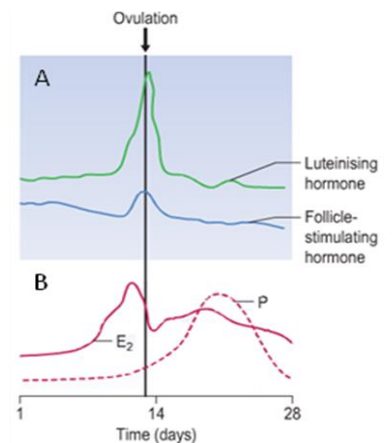 Ovulation
A
Luteinising
hormone
Follicle-
stimulating
hormone
B
P
E₂
1
14
28
Time (days)